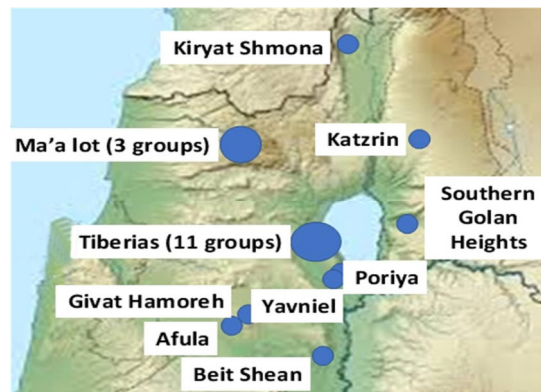 Kiryat Shmona
Ma'a lot (3 groups)
Katzrin
Southern
Golan
Heights
Tiberias (11 groups)
Poriya
Givat Hamoreh
Yavniel
Afula
Beit Shean